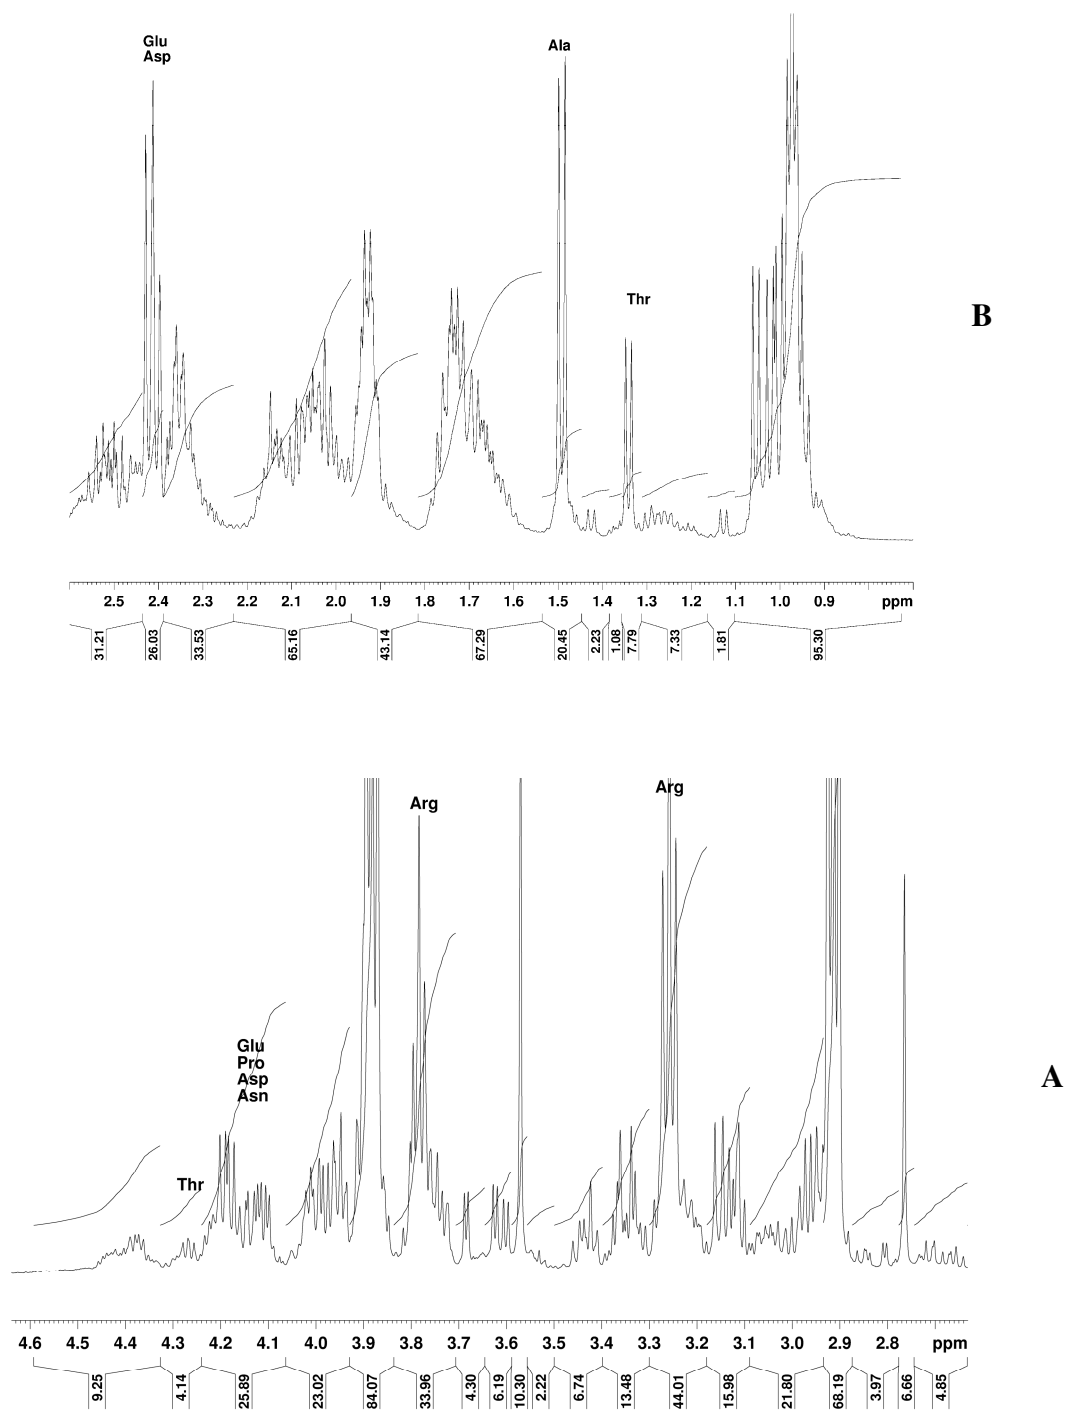 Glu
Asp
Ala
Thr
B
2.5 2.4 2.3 2.2 2.1 2.0 1.9 1.8 1.7 1.6 1.5 1.4 1.3 1.2 1.1 1.0 0.9 ppm
31.21 26.03 33.53 65.16 43.14 67.29 20.45 2.23 1.08 7.79 7.33 1.81 95.30
Arg
Arg
Glu
Pro
Asp
Asn
A
Thr
4.6 4.5 4.4 4.3 4.2 4.1 4.0 3.9 3.8 3.7 3.6 3.5 3.4 3.3 3.2 3.1 3.0 2.9 2.8 ppm
9.25 4.14 25.89 23.02 84.07 33.96 4.30 6.19 10.30 2.22 6.74 13.48 44.01 15.98 21.80 68.19 3.97 6.66 4.85